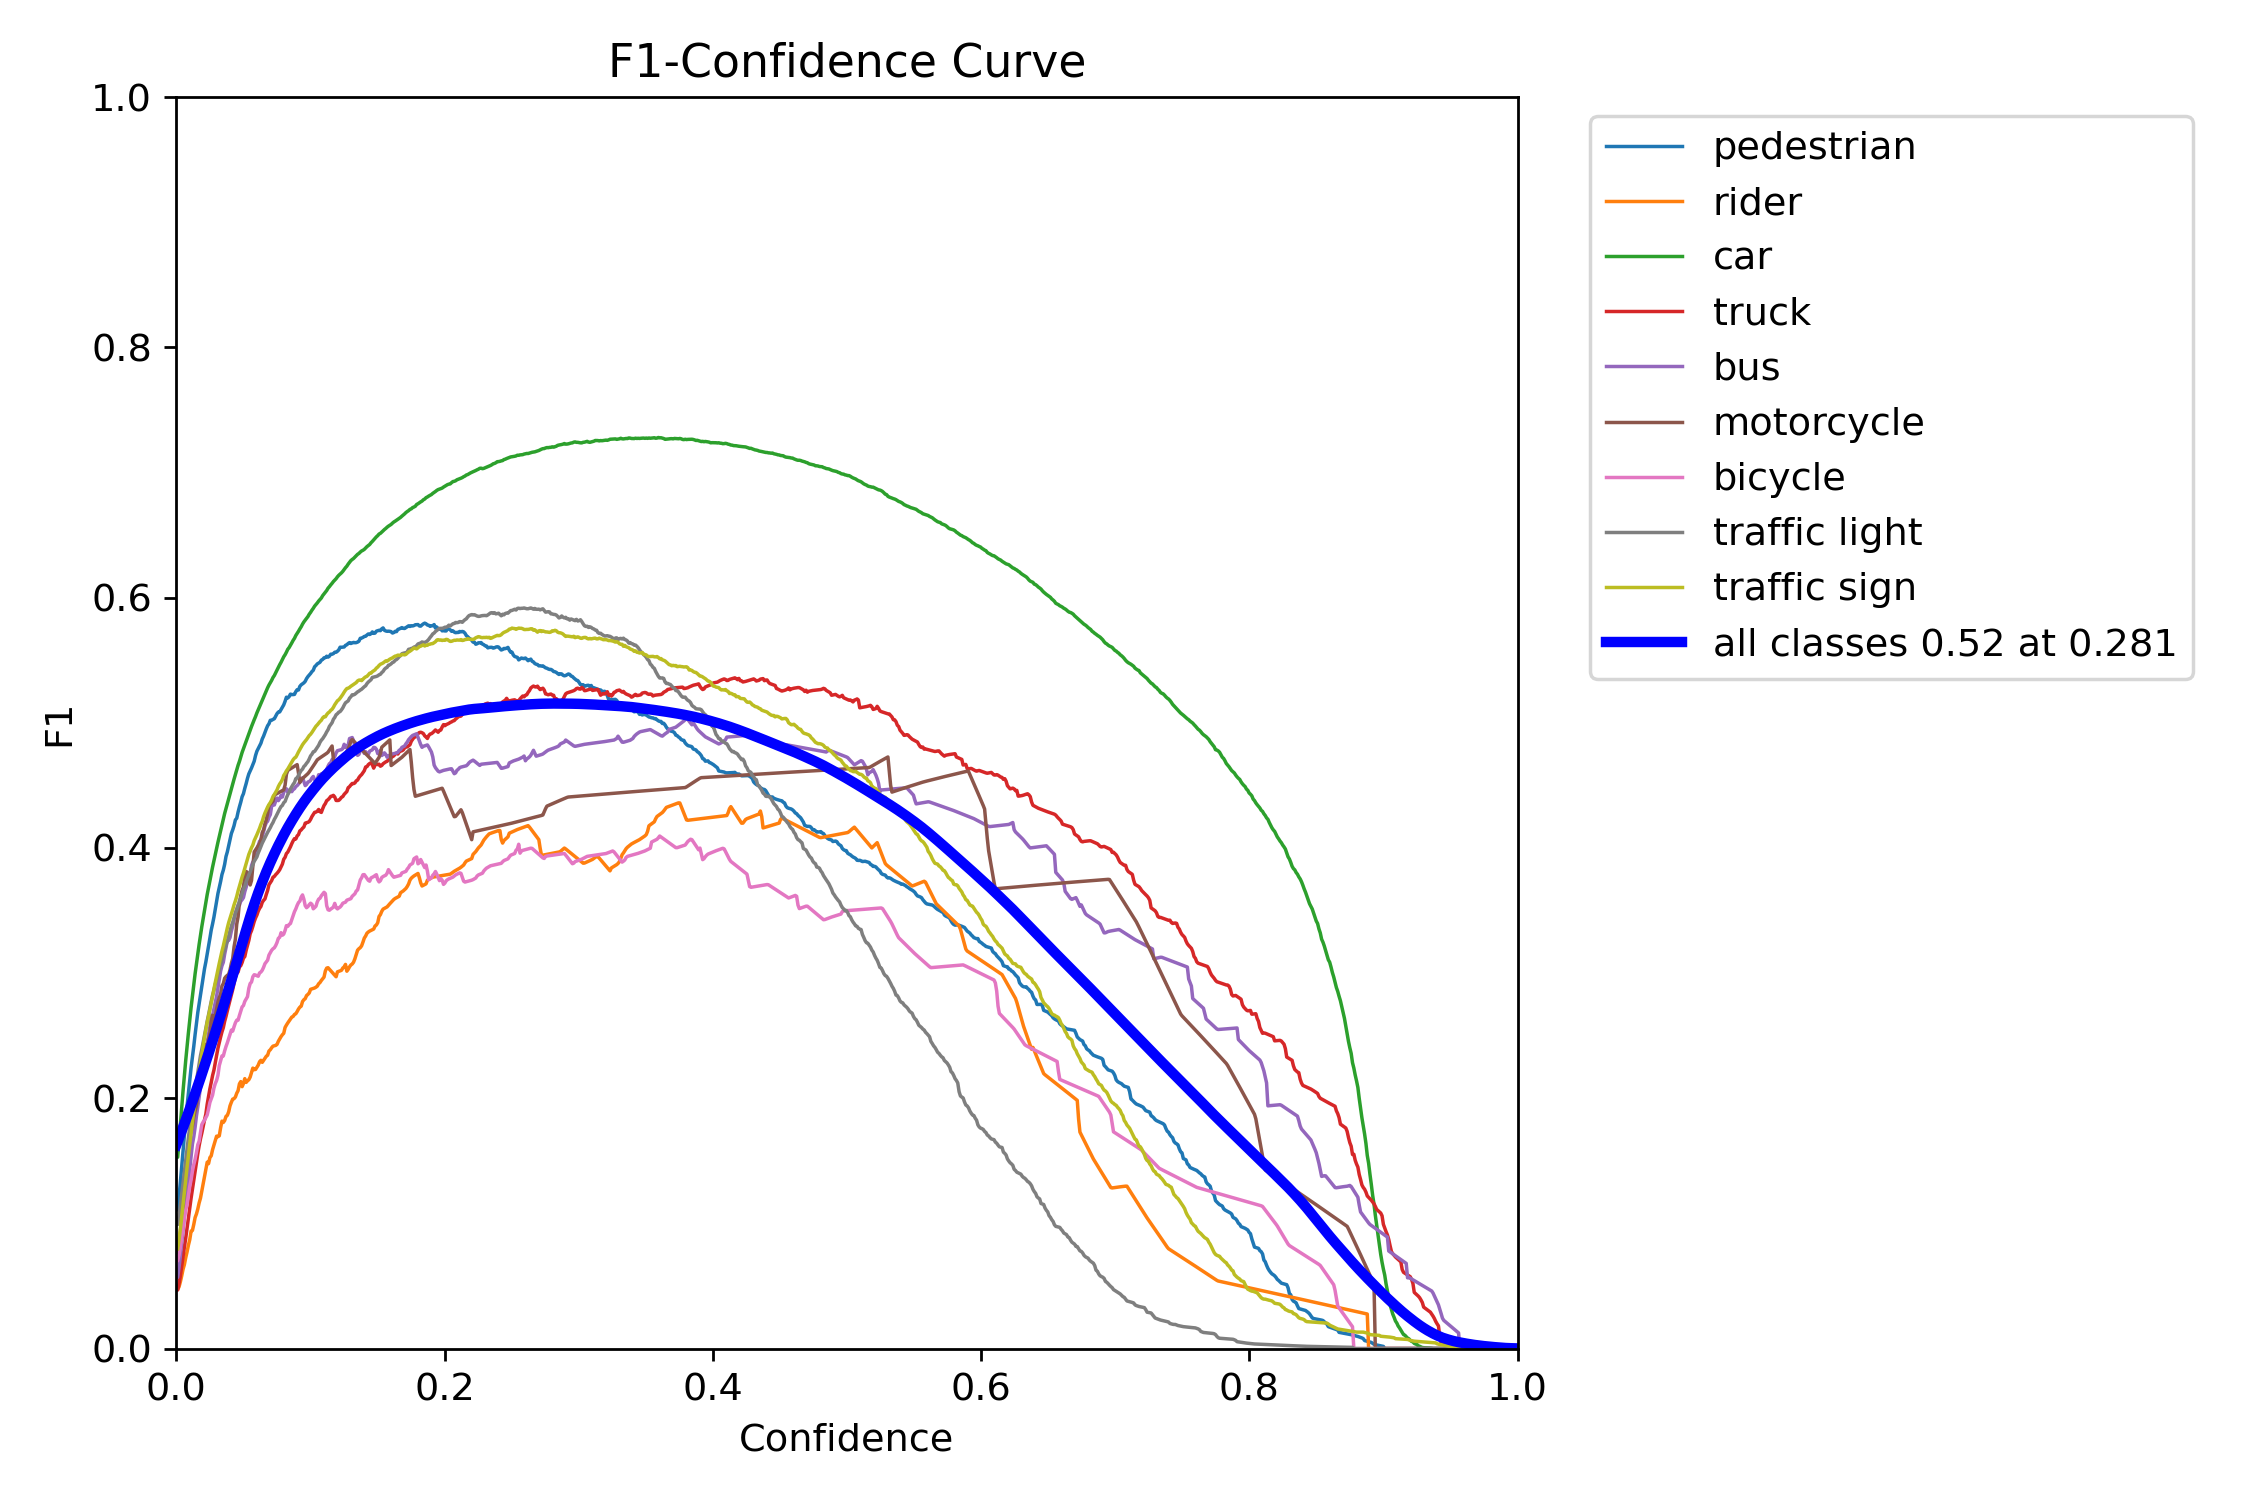 F1-Confidence Curve
1.0
0.8
0.6
0.4
0.2
0.0
F1
0.0 0.2 0.4 0.6 0.8 1.0
Confidence
pedestrian
rider
car
truck
bus
motorcycle
bicycle
traffic light
traffic sign
all classes 0.52 at 0.281